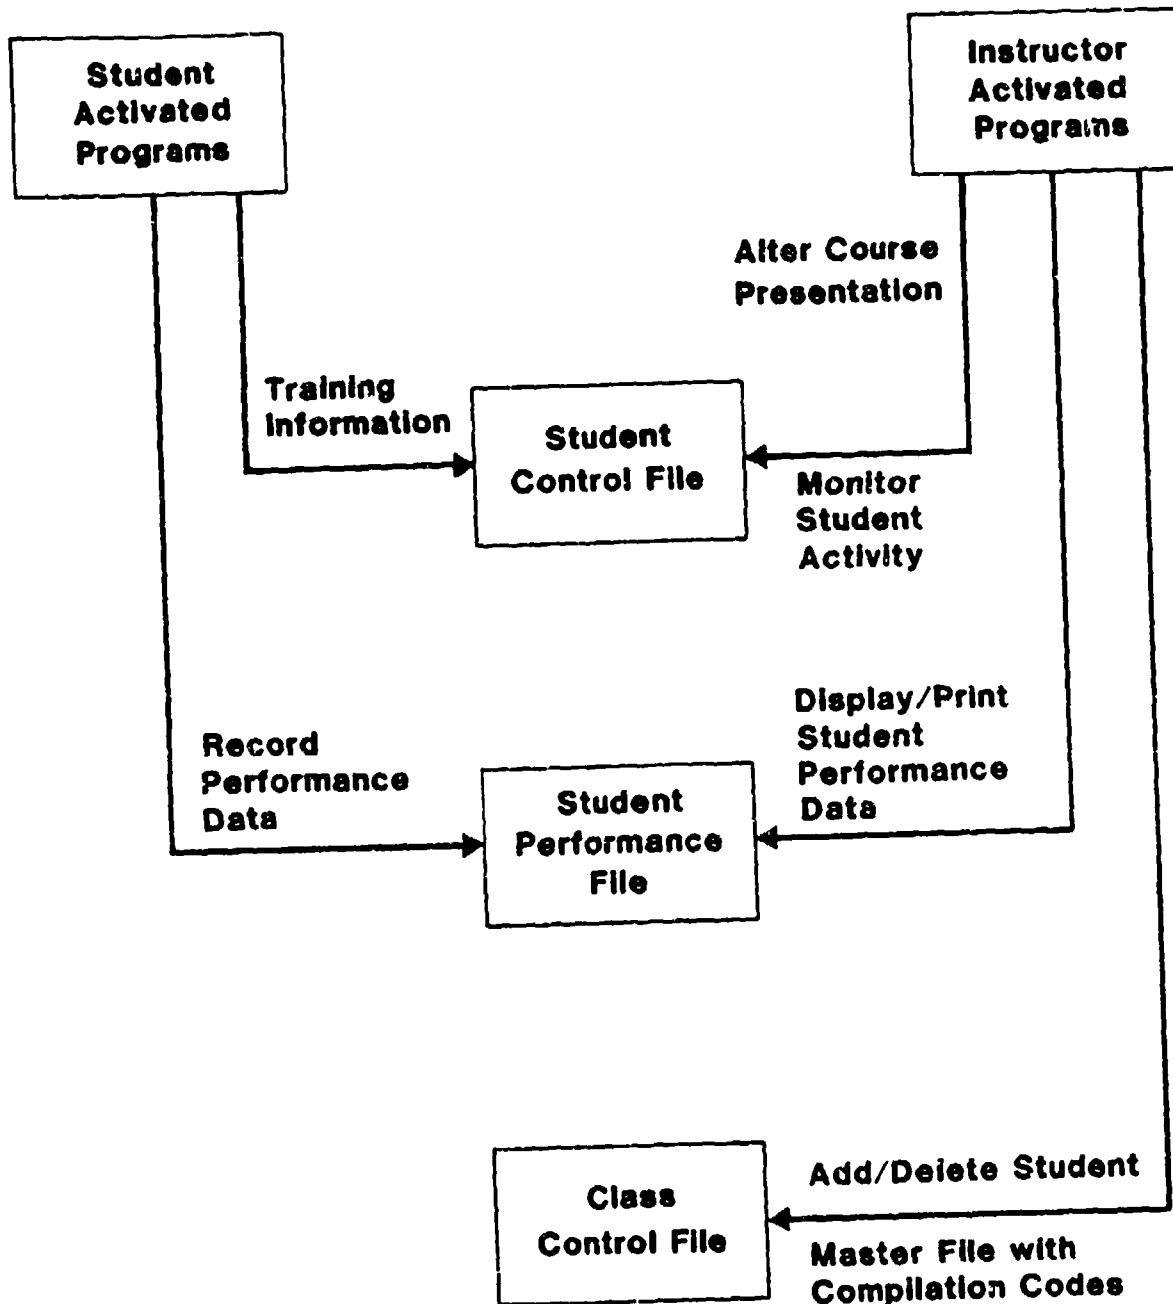 Student
Activated
Programs
Instructor
Activated
Programs
Alter Course
Presentation
Training
Information
Student
Control File
Monitor
Student
Activity
Record
Performance
Data
Student
Performance
File
Display/Print
Student
Performance
Data
Class
Control File
Add/Delete Student
Master File with
Compilation Codes